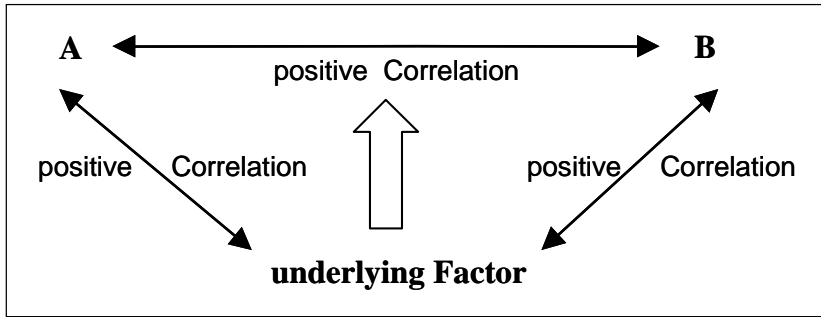 A B
positive Correlation
positive Correlation positive Correlation
underlying Factor